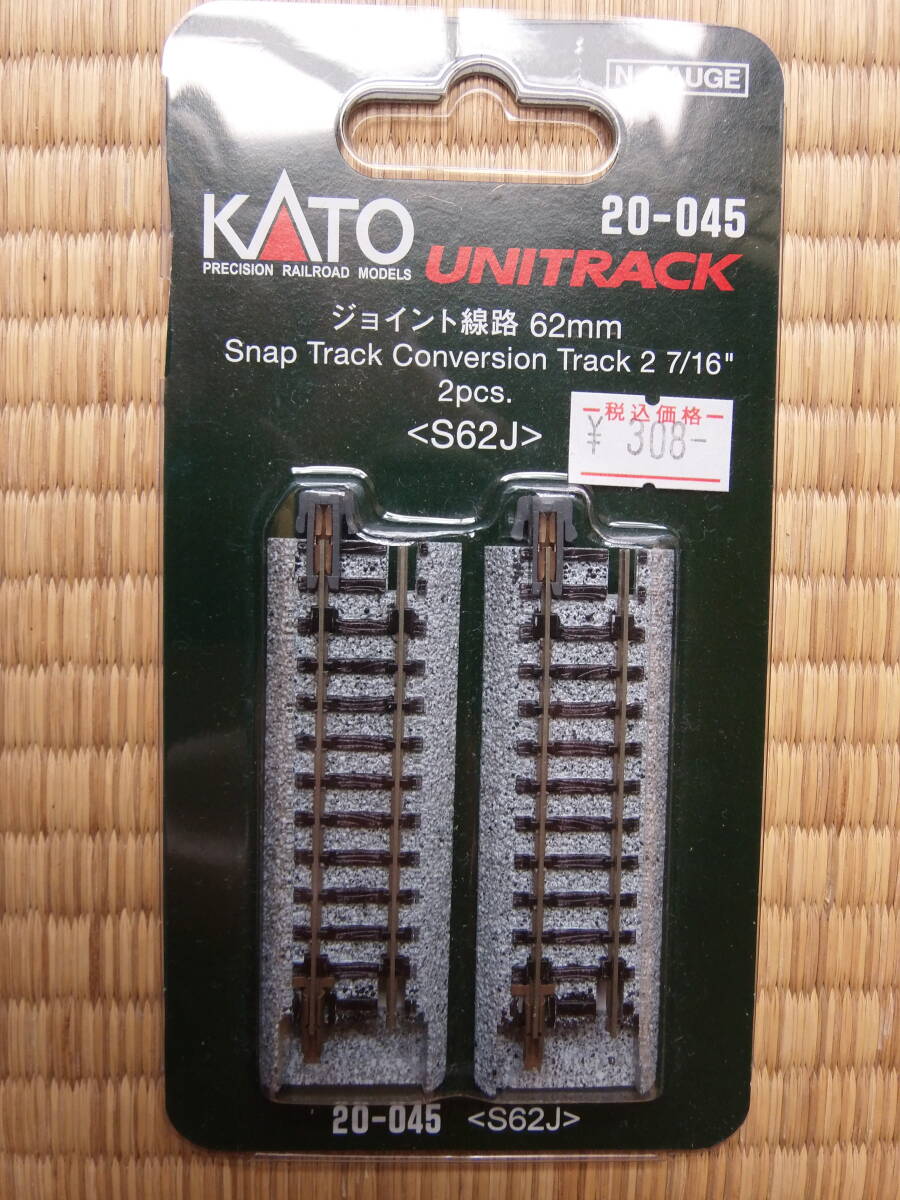 N-GAUGE
KATO
PRECISION RAILROAD MODELS
20-045
UNITRACK
ジョイント線路 62mm
Snap Track Conversion Track 2 7/16"
2pcs.
<S62J>
税込価格
¥ 308-
20-045 <S62J>